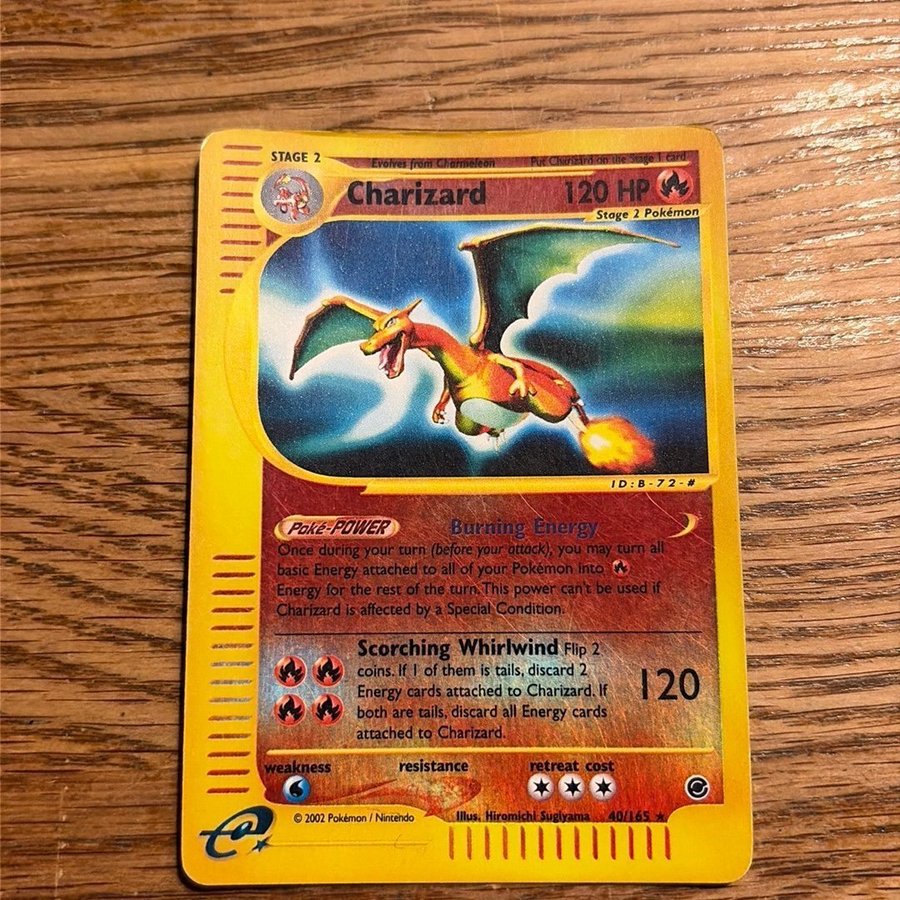 STAGE 2
Evolves from Charmeleon
Put Charizard on the Stage 1 card
Charizard 120 HP
Stage 2 Pokémon
ID:B-72-#
Poké-POWER Burning Energy
Once during your turn (before your attack), you may turn all
basic Energy attached to all of your Pokémon into
Energy for the rest of the turn. This power can't be used if
Charizard is affected by a Special Condition.
Scorching Whirlwind Flip 2
coins. If 1 of them is tails, discard 2
Energy cards attached to Charizard. If
both are tails, discard all Energy cards
attached to Charizard.
120
weakness resistance retreat cost
© 2002 Pokémon / Nintendo
Illus. Hiromichi Sugiyama 40/165 ★
e